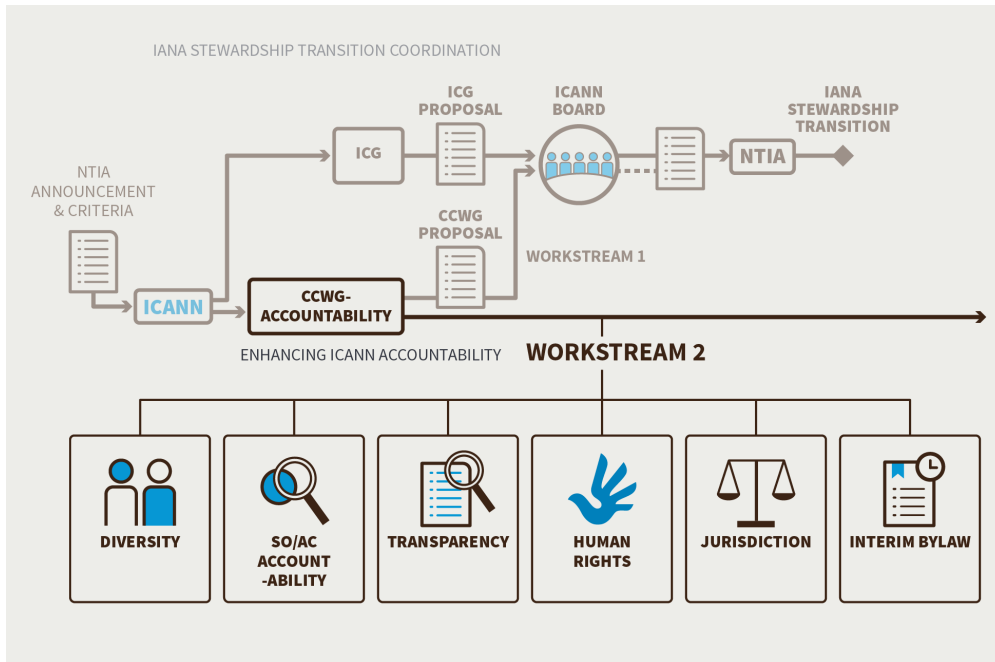 IANA STEWARDSHIP TRANSITION COORDINATION
ICG
PROPOSAL
ICANN
BOARD
IANA
STEWARDSHIP
TRANSITION
ICG
NTIA
NTIA
ANNOUNCEMENT
& CRITERIA
CCWG
PROPOSAL
WORKSTREAM 1
ICANN
CCWG-
ACCOUNTABILITY
ENHANCING ICANN ACCOUNTABILITY
WORKSTREAM 2
DIVERSITY
SO/AC
ACCOUNT
-ABILITY
TRANSPARENCY
HUMAN
RIGHTS
JURISDICTION
INTERIM BYLAW